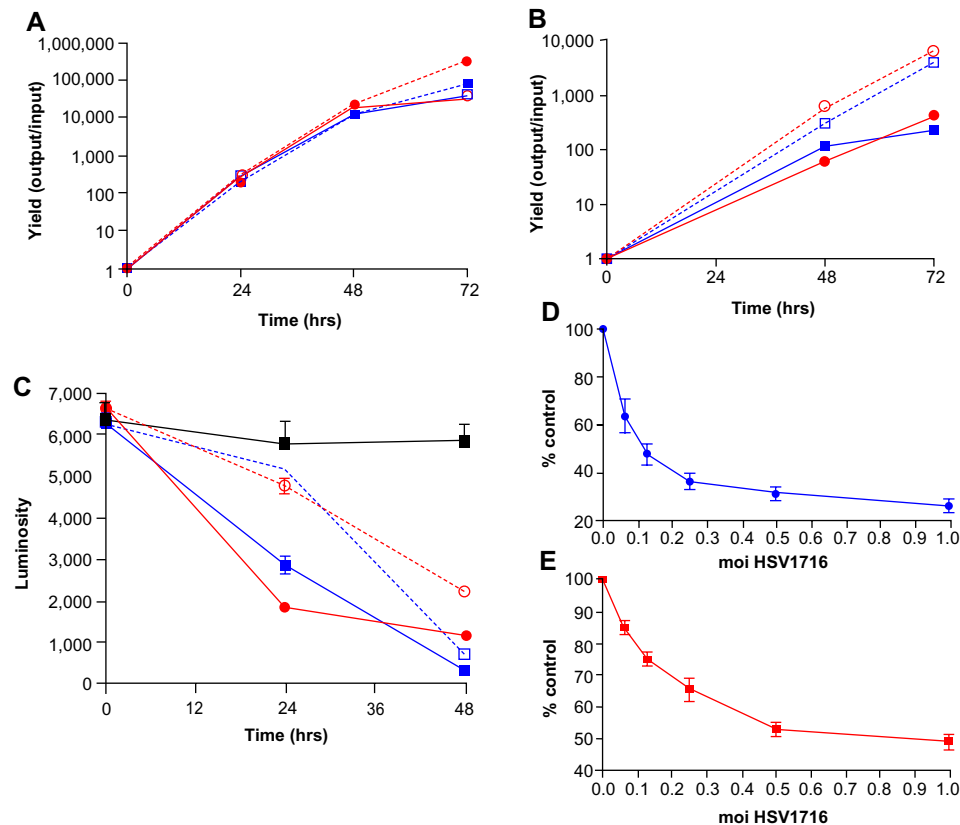 A
1,000,000
100,000
10,000
1,000
100
10
1
Yield (output/input)
0 24 48 72
Time (hrs)
B
10,000
1,000
100
10
1
Yield (output/input)
0 24 48 72
Time (hrs)
C
7,000
6,000
5,000
4,000
3,000
2,000
1,000
0
Luminosity
0 12 24 36 48
Time (hrs)
D
100
80
60
40
20
% control
0.0 0.1 0.2 0.3 0.4 0.5 0.6 0.7 0.8 0.9 1.0
moi HSV1716
E
100
90
80
70
60
50
40
% control
0.0 0.1 0.2 0.3 0.4 0.5 0.6 0.7 0.8 0.9 1.0
moi HSV1716